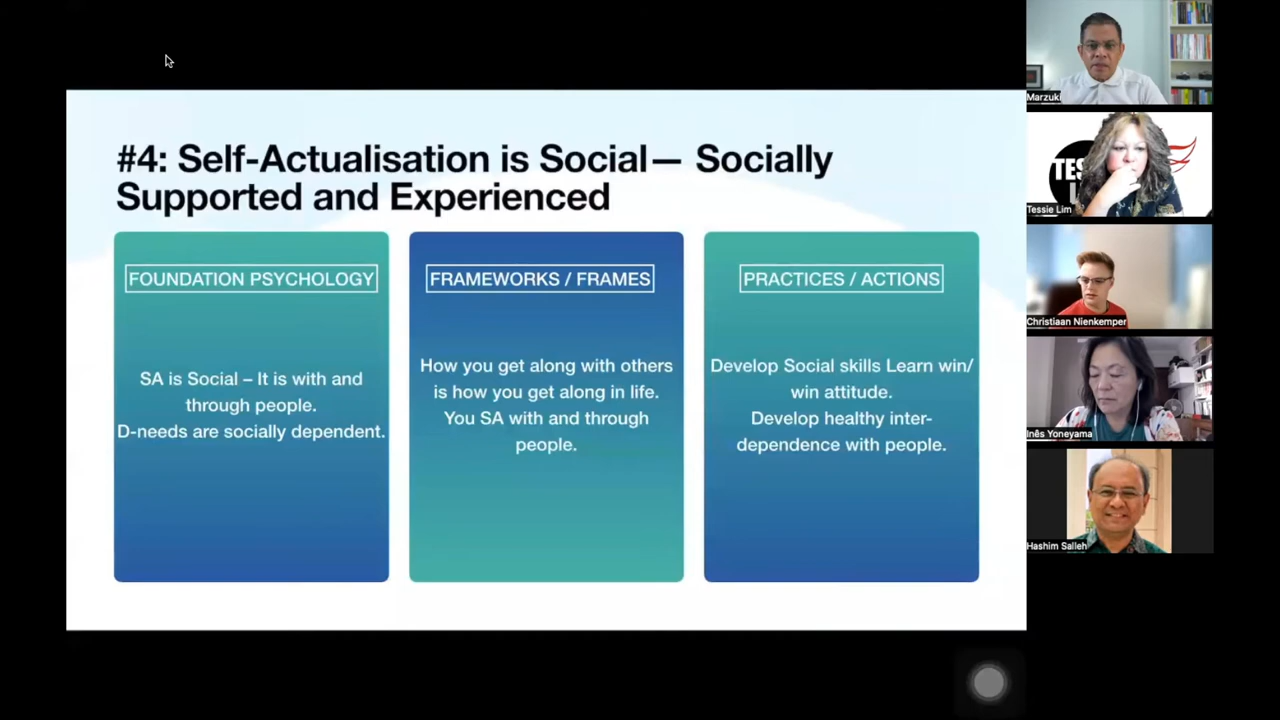 #4: Self-Actualisation is Social— Socially
Supported and Experienced
FOUNDATION PSYCHOLOGY
SA is Social – It is with and
through people.
D-needs are socially dependent.
FRAMEWORKS / FRAMES
How you get along with others
is how you get along in life.
You SA with and through
people.
PRACTICES / ACTIONS
Develop Social skills Learn win/
win attitude.
Develop healthy inter-
dependence with people.
Marzuki
TES
Tessie Lim
Christiaan Nienkemper
Inês Yoneyama
Hashim Salleh